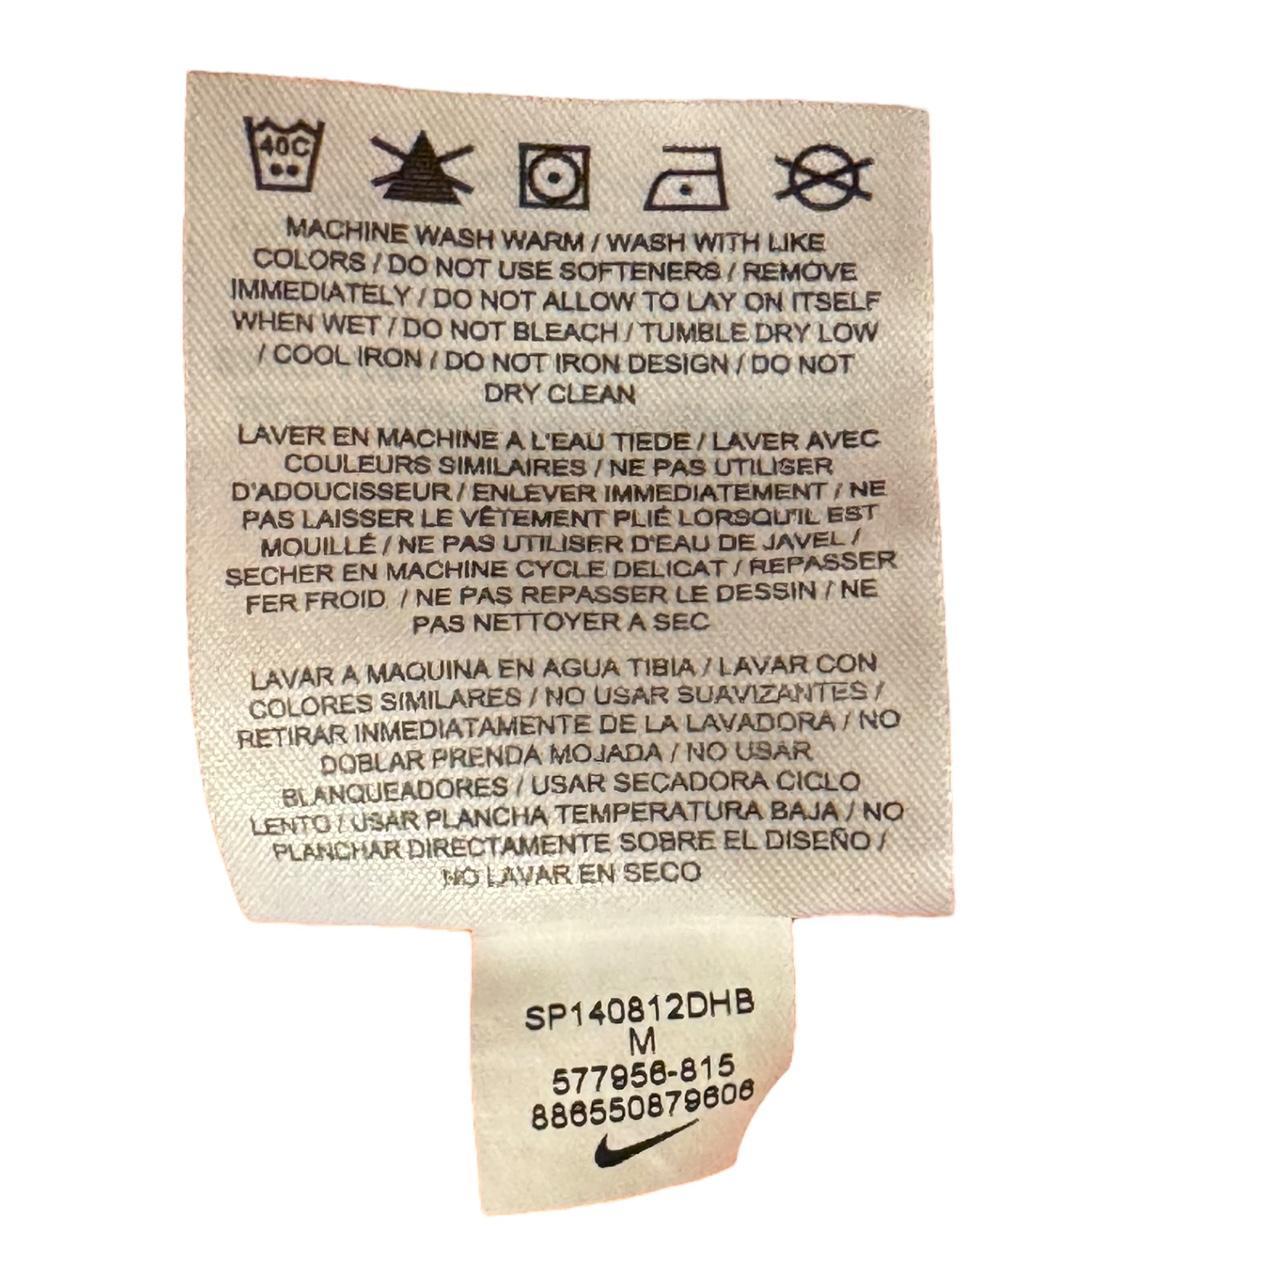 40C
MACHINE WASH WARM / WASH WITH LIKE
COLORS / DO NOT USE SOFTENERS / REMOVE
IMMEDIATELY / DO NOT ALLOW TO LAY ON ITSELF
WHEN WET / DO NOT BLEACH / TUMBLE DRY LOW
/ COOL IRON / DO NOT IRON DESIGN / DO NOT
DRY CLEAN
LAVER EN MACHINE A L'EAU TIEDE / LAVER AVEC
COULEURS SIMILAIRES / NE PAS UTILISER
D'ADOUCISSEUR / ENLEVER IMMEDIATEMENT / NE
PAS LAISSER LE VÊTEMENT PLIÉ LORSQU'IL EST
MOUILLÉ / NE PAS UTILISER D'EAU DE JAVEL /
SECHER EN MACHINE CYCLE DELICAT / REPASSER
FER FROID / NE PAS REPASSER LE DESSIN / NE
PAS NETTOYER A SEC
LAVAR A MAQUINA EN AGUA TIBIA / LAVAR CON
COLORES SIMILARES / NO USAR SUAVIZANTES /
RETIRAR INMEDIATAMENTE DE LA LAVADORA / NO
DOBLAR PRENDA MOJADA / NO USAR
BLANQUEADORES / USAR SECADORA CICLO
LENTO / USAR PLANCHA TEMPERATURA BAJA / NO
PLANCHAR DIRECTAMENTE SOBRE EL DISEÑO /
NO LAVAR EN SECO
SP140812DHB
M
577956-815
886550879606